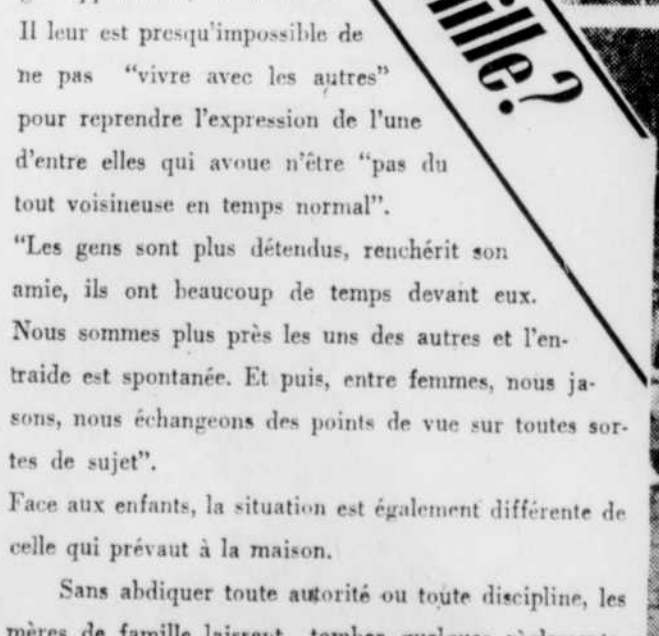 Il leur est presqu'impossible de
ne pas "vivre avec les autres"
pour reprendre l'expression de l'une
d'entre elles qui avoue n'être "pas du
tout voisineuse en temps normal".
"Les gens sont plus détendus, renchérit son
amie, ils ont beaucoup de temps devant eux.
Nous sommes plus près les uns des autres et l'en-
traide est spontanée. Et puis, entre femmes, nous ja-
sons, nous échangeons des points de vue sur toutes sor-
tes de sujet".
Face aux enfants, la situation est également différente de
celle qui prévaut à la maison.
Sans abdiquer toute autorité ou toute discipline, les
mères de famille laissent tomber quelques
ille?